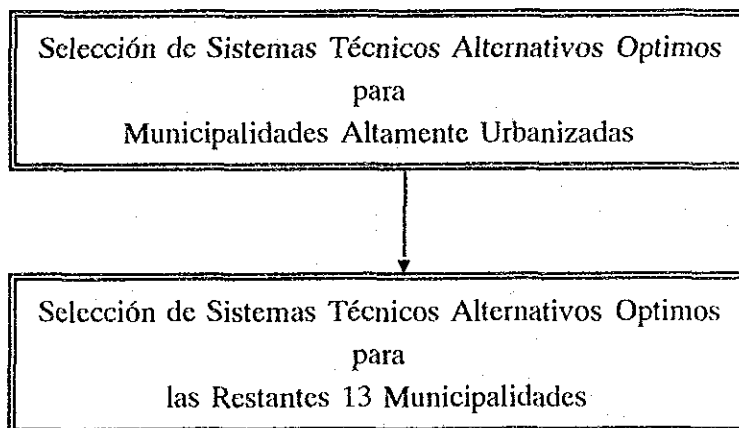 Selección de Sistemas Técnicos Alternativos Optimos
para
Municipalidades Altamente Urbanizadas
Selección de Sistemas Técnicos Alternativos Optimos
para
las Restantes 13 Municipalidades